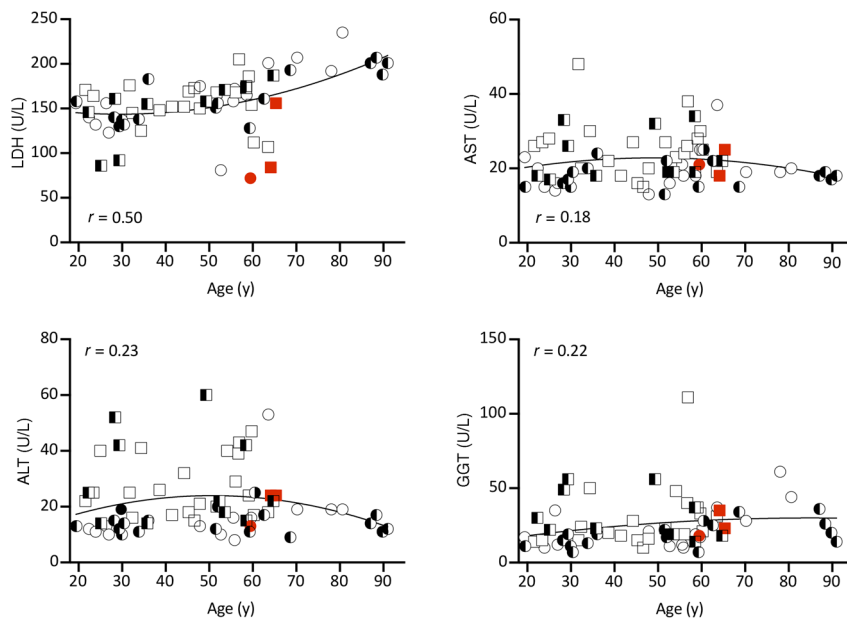 250
200
150
100
50
0
LDH (U/L)
r = 0.50
20 30 40 50 60 70 80 90
Age (y)
60
40
20
0
AST (U/L)
r = 0.18
20 30 40 50 60 70 80 90
Age (y)
80
60
40
20
0
ALT (U/L)
r = 0.23
20 30 40 50 60 70 80 90
Age (y)
150
100
50
0
GGT (U/L)
r = 0.22
20 30 40 50 60 70 80 90
Age (y)